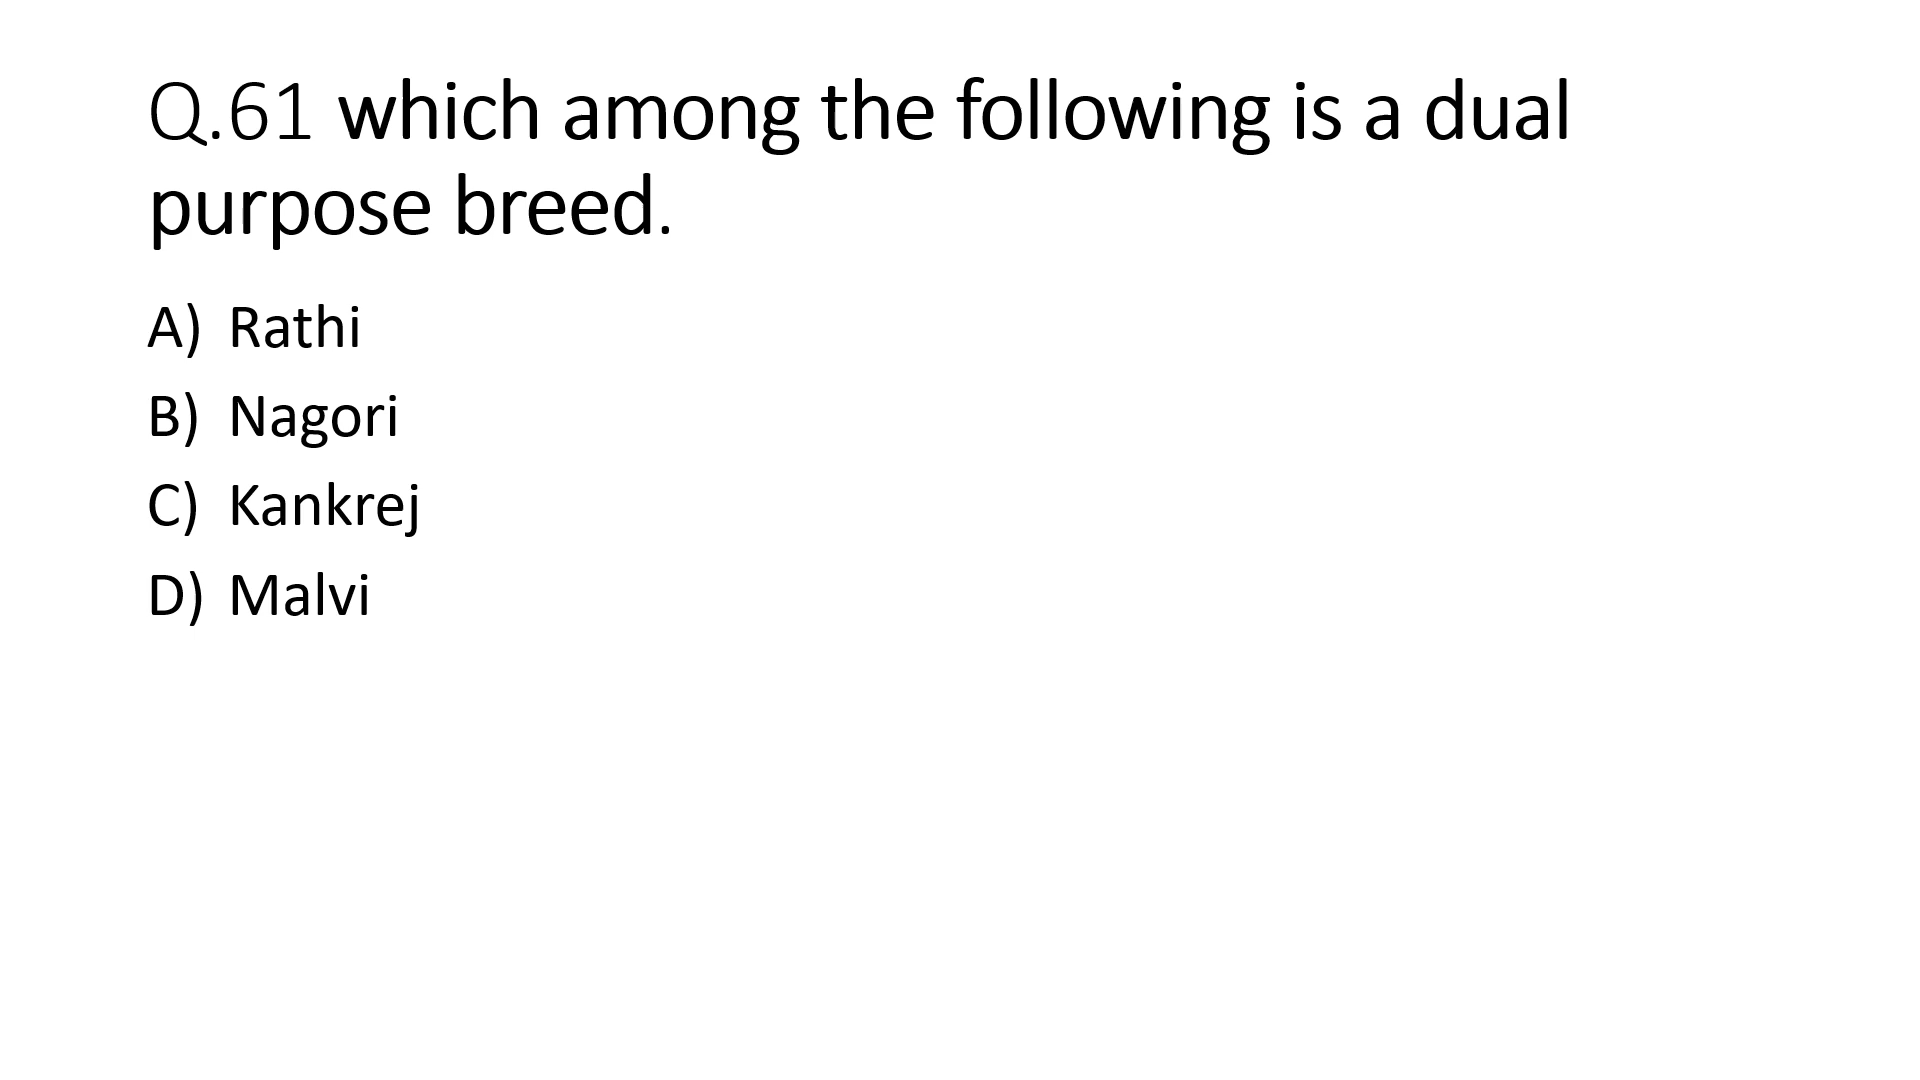 Q.61 which among the following is a dual
purpose breed.
A) Rathi
B) Nagori
C) Kankrej
D) Malvi